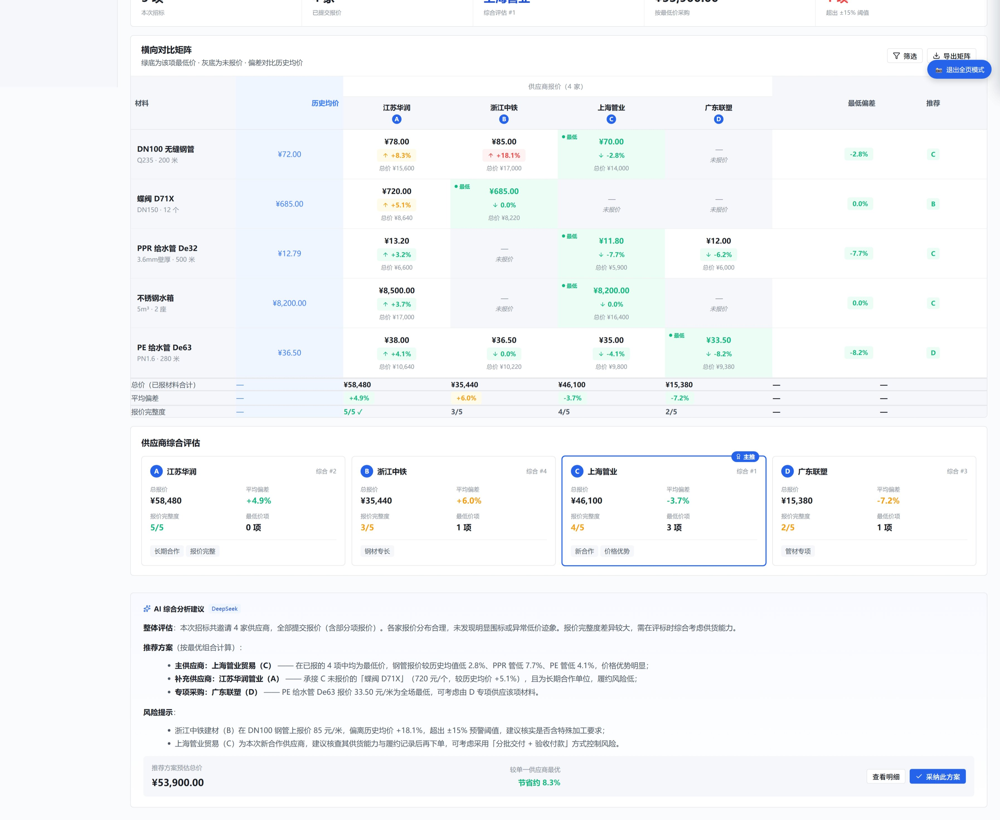 本次招标
已提交报价
综合评估 #1
按最低价采购
超出 ±15% 阈值
横向对比矩阵
绿底为该项最低价 · 灰底为未报价 · 偏差对比历史均价
筛选
导出矩阵
退出全页模式
材料
历史均价
供应商报价（4 家）
江苏华润
A
浙江中铁
B
上海管业
C
广东联塑
D
最低偏差
推荐
DN100 无缝钢管
Q235 · 200 米
¥72.00
¥78.00
↑ +8.3%
总价 ¥15,600
¥85.00
↑ +18.1%
总价 ¥17,000
最低
¥70.00
↓ -2.8%
总价 ¥14,000
—
未报价
-2.8%
C
蝶阀 D71X
DN150 · 12 个
¥685.00
¥720.00
↑ +5.1%
总价 ¥8,640
最低
¥685.00
↓ 0.0%
总价 ¥8,220
—
未报价
—
未报价
0.0%
B
PPR 给水管 De32
3.6mm壁厚 · 500 米
¥12.79
¥13.20
↑ +3.2%
总价 ¥6,600
—
未报价
最低
¥11.80
↓ -7.7%
总价 ¥5,900
¥12.00
↓ -6.2%
总价 ¥6,000
-7.7%
C
不锈钢水箱
5m³ · 2 座
¥8,200.00
¥8,500.00
↑ +3.7%
总价 ¥17,000
—
未报价
最低
¥8,200.00
↓ 0.0%
总价 ¥16,400
—
未报价
0.0%
C
PE 给水管 De63
PN1.6 · 280 米
¥36.50
¥38.00
↑ +4.1%
总价 ¥10,640
¥36.50
↓ 0.0%
总价 ¥10,220
¥35.00
↓ -4.1%
总价 ¥9,800
最低
¥33.50
↓ -8.2%
总价 ¥9,380
-8.2%
D
总价（已报材料合计） — ¥58,480 ¥35,440 ¥46,100 ¥15,380 — —
平均偏差 — +4.9% +6.0% -3.7% -7.2% — —
报价完整度 — 5/5 ✓ 3/5 4/5 2/5 — —
供应商综合评估
A 江苏华润 综合 #2
总报价 平均偏差
¥58,480 +4.9%
报价完整度 最低价项
5/5 0 项
长期合作 报价完整
B 浙江中铁 综合 #4
总报价 平均偏差
¥35,440 +6.0%
报价完整度 最低价项
3/5 1 项
钢材专长
主推
C 上海管业 综合 #1
总报价 平均偏差
¥46,100 -3.7%
报价完整度 最低价项
4/5 3 项
新合作 价格优势
D 广东联塑 综合 #3
总报价 平均偏差
¥15,380 -7.2%
报价完整度 最低价项
2/5 1 项
管材专项
AI 综合分析建议 DeepSeek
整体评估：本次招标共邀请 4 家供应商，全部提交报价（含部分项报价）。各家报价分布合理，未发现明显围标或异常低价迹象。报价完整度差异较大，需在评标时综合考虑供货能力。
推荐方案（按最优组合计算）：
• 主供应商：上海管业贸易（C） —— 在已报的 4 项中均为最低价，钢管报价较历史均值低 2.8%、PPR 管低 7.7%、PE 管低 4.1%，价格优势明显；
• 补充供应商：江苏华润管业（A） —— 承接 C 未报价的「蝶阀 D71X」（720 元/个，较历史均价 +5.1%），且为长期合作单位，履约风险低；
• 专项采购：广东联塑（D） —— PE 给水管 De63 报价 33.50 元/米为全场最低，可考虑由 D 专项供应该项材料。
风险提示：
• 浙江中铁建材（B）在 DN100 钢管上报价 85 元/米，偏离历史均价 +18.1%，超出 ±15% 预警阈值，建议核实是否含特殊加工要求；
• 上海管业贸易（C）为本次新合作供应商，建议核查其供货能力与履约记录后再下单，可考虑采用「分批交付 + 验收付款」方式控制风险。
推荐方案预估总价
¥53,900.00
较单一供应商最优
节省约 8.3%
查看明细
采纳此方案